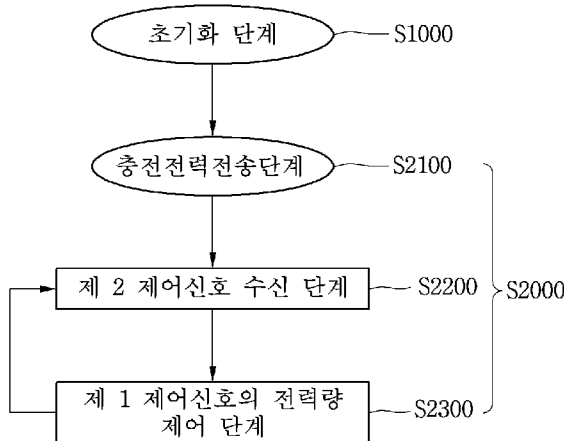 초기화 단계
S1000
충전전력전송단계
S2100
제 2 제어신호 수신 단계
S2200
S2000
제 1 제어신호의 전력량
제어 단계
S2300